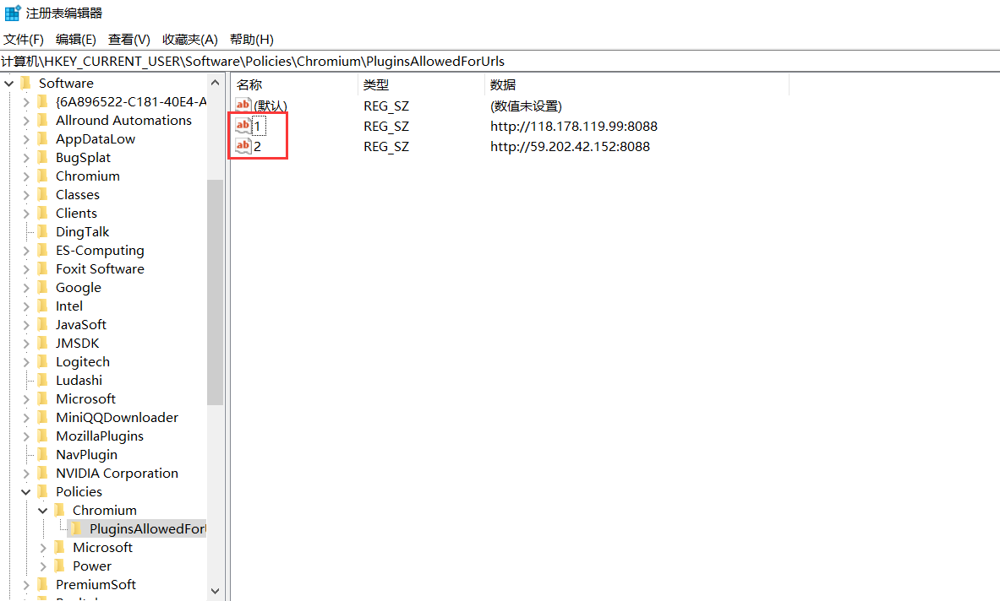 注册表编辑器
文件(F) 编辑(E) 查看(V) 收藏夹(A) 帮助(H)
计算机\HKEY_CURRENT_USER\Software\Policies\Chromium\PluginsAllowedForUrls
Software
{6A896522-C181-40E4-A
Allround Automations
AppDataLow
BugSplat
Chromium
Classes
Clients
DingTalk
ES-Computing
Foxit Software
Google
Intel
JavaSoft
JMSDK
Logitech
Ludashi
Microsoft
MiniQQDownloader
MozillaPlugins
NavPlugin
NVIDIA Corporation
Policies
Chromium
PluginsAllowedForU
Microsoft
Power
PremiumSoft
名称 类型 数据
ab (默认) REG_SZ (数值未设置)
ab 1 REG_SZ http://118.178.119.99:8088
ab 2 REG_SZ http://59.202.42.152:8088